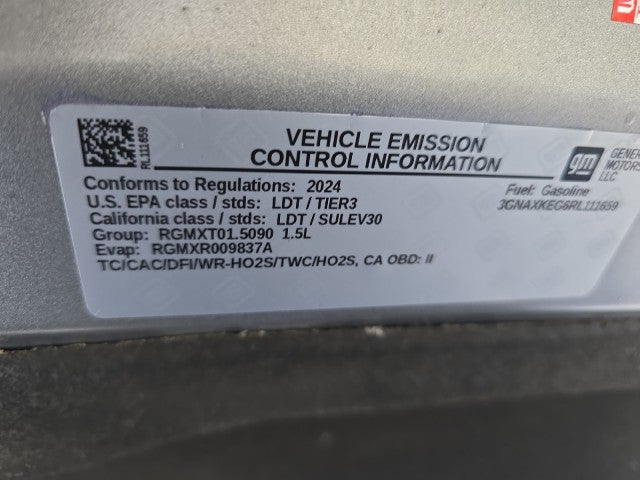 RL111659
VEHICLE EMISSION
CONTROL INFORMATION
gm
GENERAL
MOTORS
LLC
Conforms to Regulations: 2024
U.S. EPA class / stds: LDT / TIER3
California class / stds: LDT / SULEV30
Group: RGMXT01.5090 1.5L
Evap: RGMXR009837A
TC/CAC/DFI/WR-HO2S/TWC/HO2S, CA OBD: II
Fuel: Gasoline
3GNAXKEG6RL111659